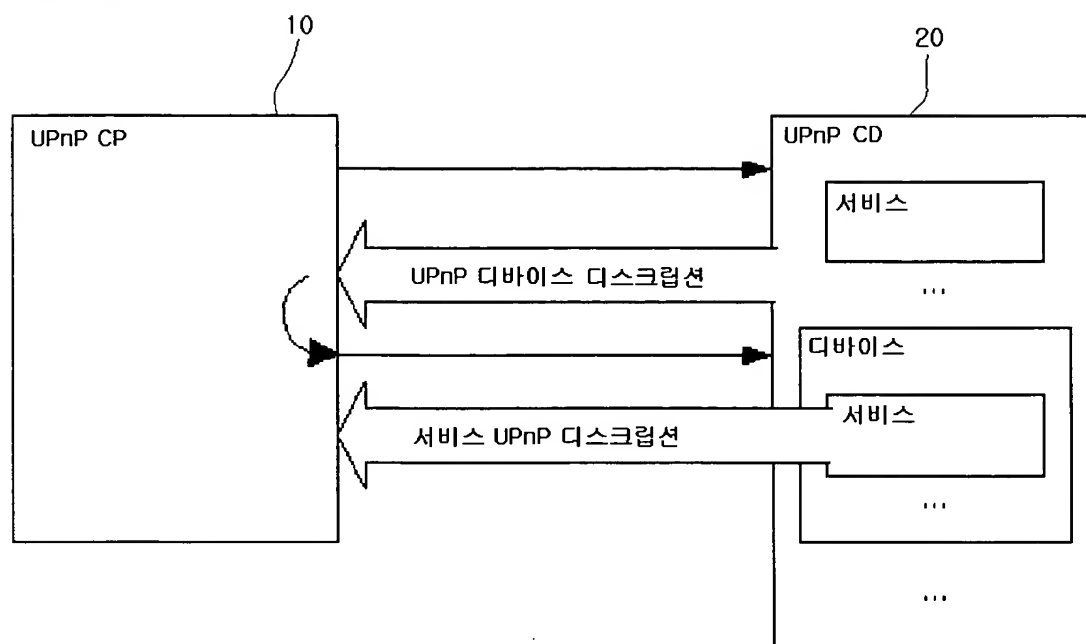 10
20
UPnP CP
UPnP CD
서비스
UPnP 디바이스 디스크립션
...
디바이스
서비스
서비스 UPnP 디스크립션
...
...